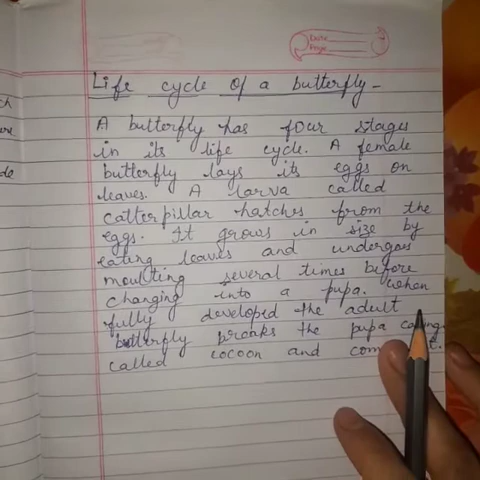 Date
Page
Life cycle of a butterfly -
A butterfly has four stages
in its life cycle. A female
butterfly lays its eggs on
leaves. A larva called
catterpillar hatches from the
eggs. It grows in size by
eating leaves and undergoes
moulting several times before
changing into a pupa. when
fully developed the adult
butterfly breaks the pupa
called cocoon and